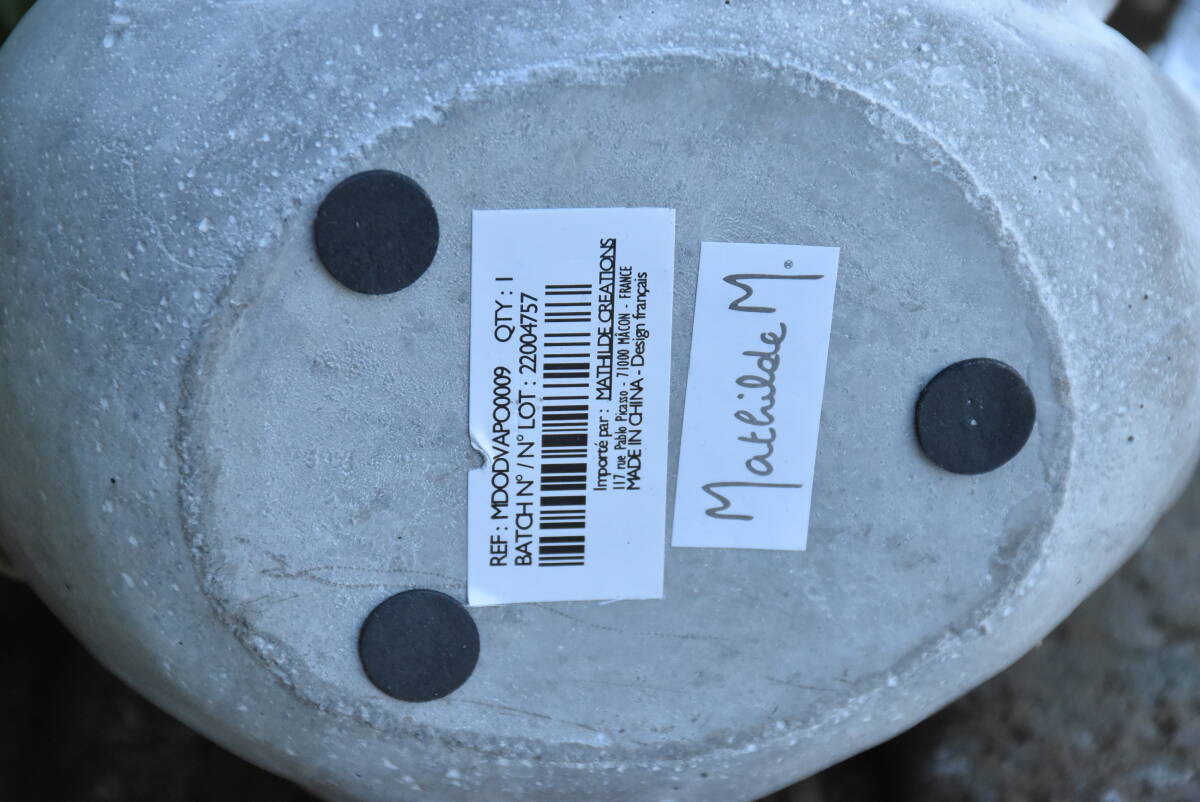 REF : MDODVAPO0009 QTY : 1
BATCH N° / N° LOT : 22004757
Importé par : MATHILDE CREATIONS
117 rue Pablo Picasso - 71000 MÂCON - FRANCE
MADE IN CHINA - Design français
Mathilde M.®